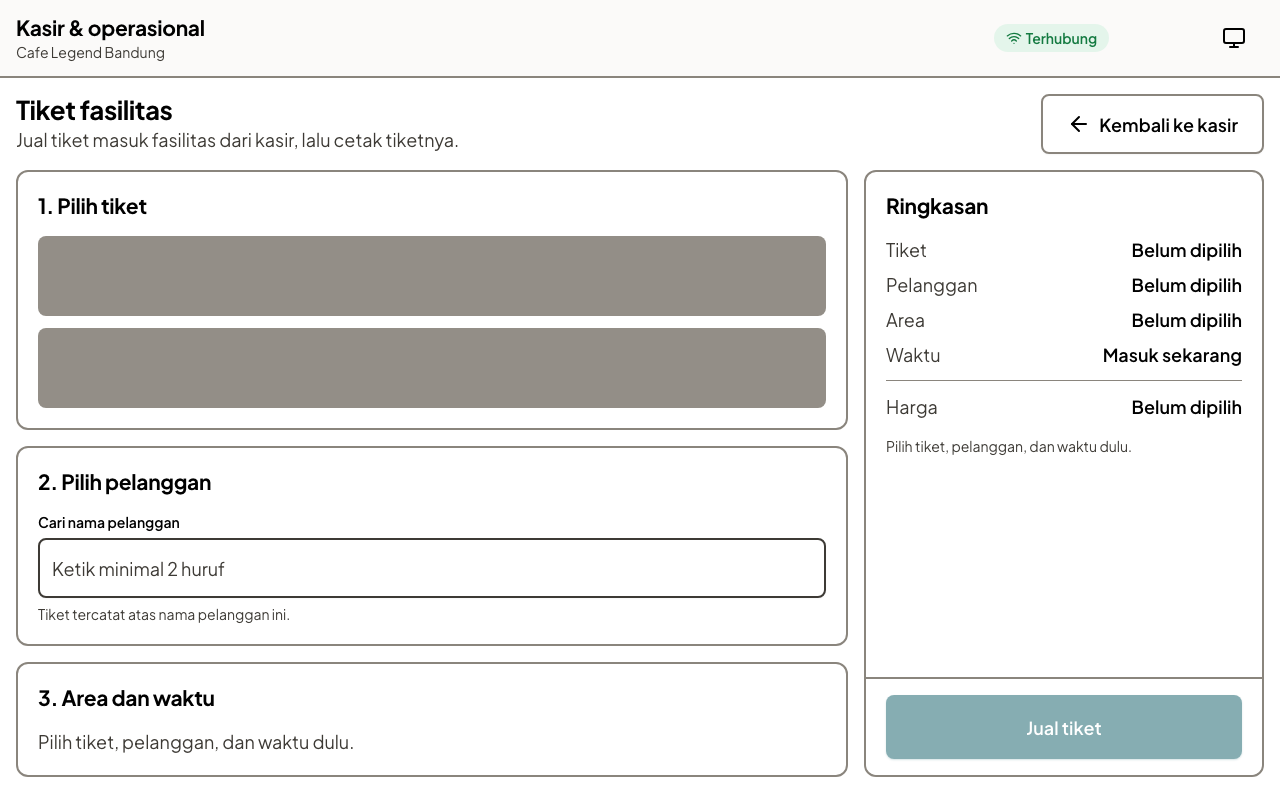 Kasir & operasional
Cafe Legend Bandung
Terhubung
Tiket fasilitas
Jual tiket masuk fasilitas dari kasir, lalu cetak tiketnya.
Kembali ke kasir
1. Pilih tiket
2. Pilih pelanggan
Cari nama pelanggan
Ketik minimal 2 huruf
Tiket tercatat atas nama pelanggan ini.
3. Area dan waktu
Pilih tiket, pelanggan, dan waktu dulu.
Ringkasan
Tiket Belum dipilih
Pelanggan Belum dipilih
Area Belum dipilih
Waktu Masuk sekarang
Harga Belum dipilih
Pilih tiket, pelanggan, dan waktu dulu.
Jual tiket